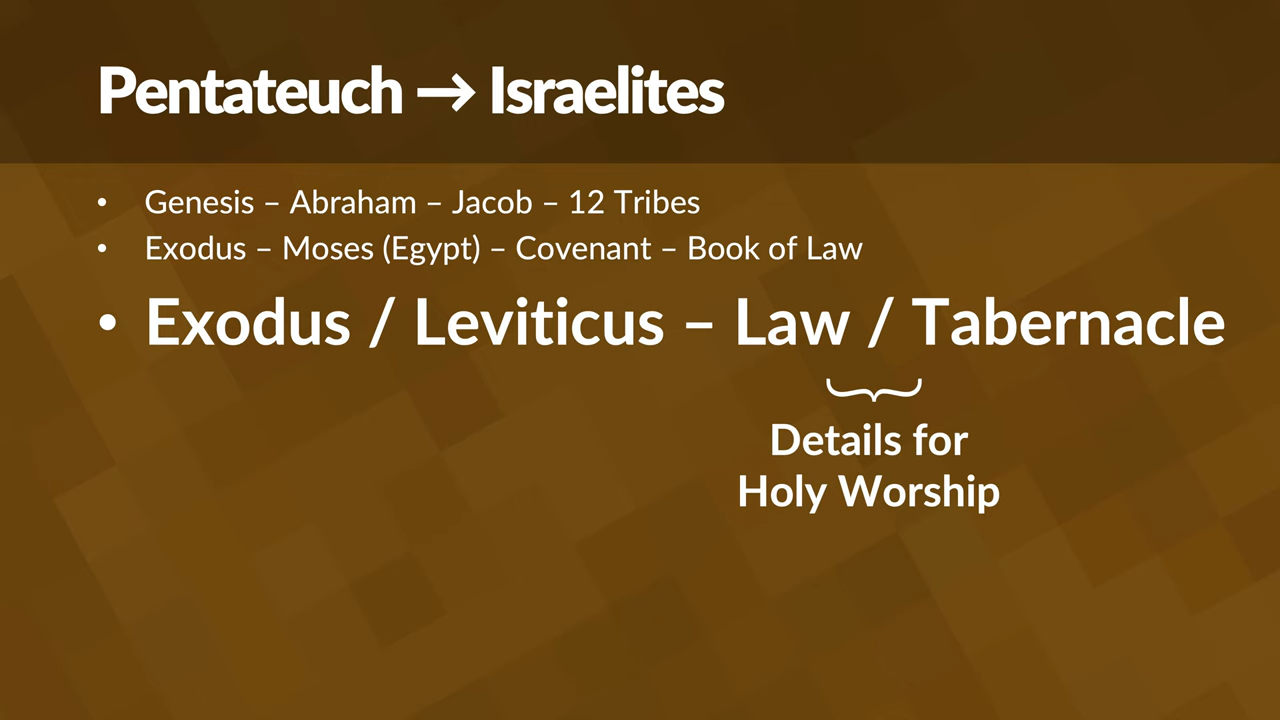 Pentateuch → Israelites
• Genesis – Abraham – Jacob – 12 Tribes
• Exodus – Moses (Egypt) – Covenant – Book of Law
• Exodus / Leviticus – Law / Tabernacle
Details for
Holy Worship